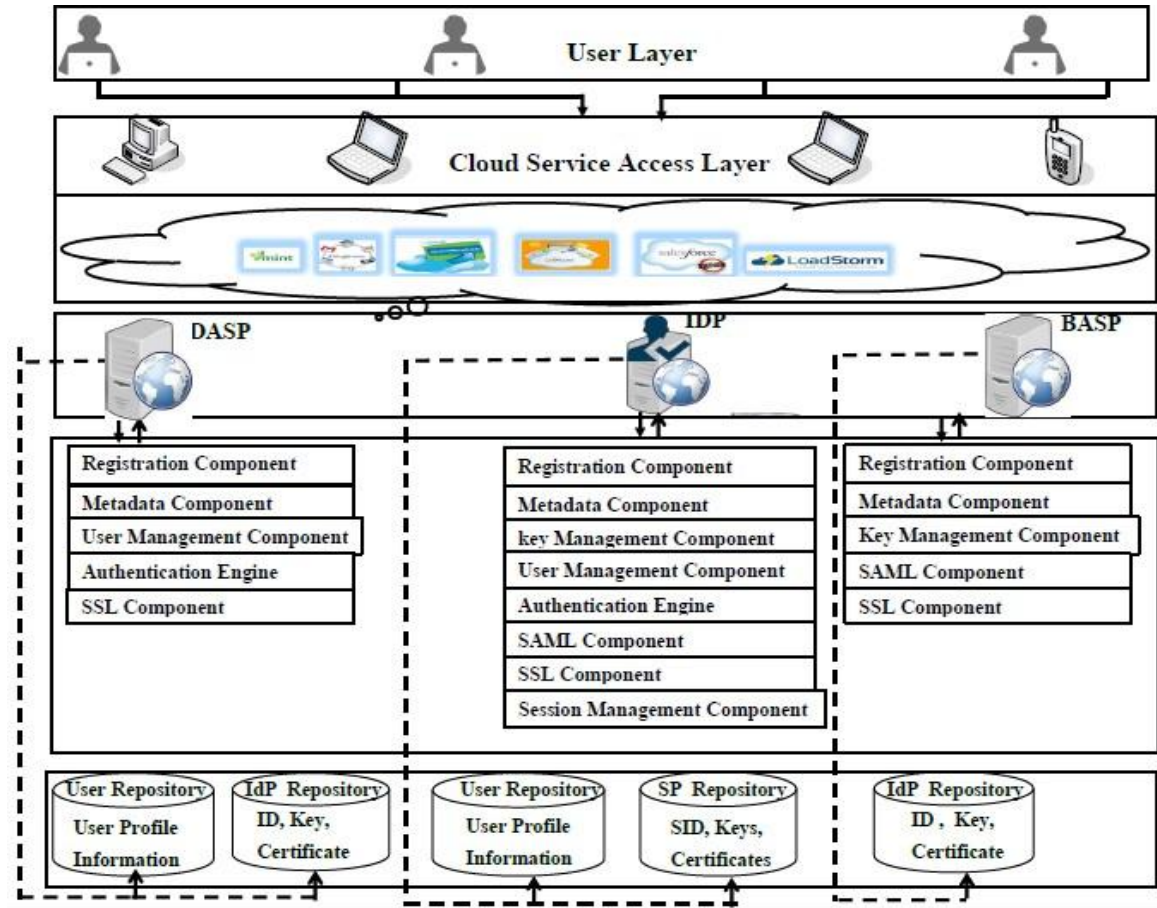 User Layer
Cloud Service Access Layer
mint
salesforce
LoadStorm
DASP
IDP
BASP
Registration Component
Metadata Component
User Management Component
Authentication Engine
SSL Component
Registration Component
Metadata Component
key Management Component
User Management Component
Authentication Engine
SAML Component
SSL Component
Session Management Component
Registration Component
Metadata Component
Key Management Component
SAML Component
SSL Component
User Repository
User Profile
Information
IdP Repository
ID, Key,
Certificate
User Repository
User Profile
Information
SP Repository
SID, Keys,
Certificates
IdP Repository
ID , Key,
Certificate